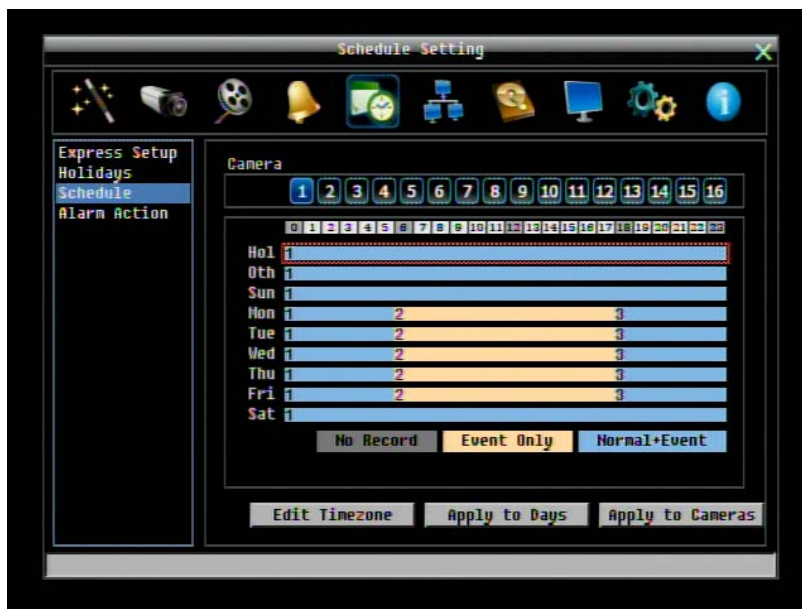 Schedule Setting X
Express Setup
Holidays
Schedule
Alarm Action
Camera
1 2 3 4 5 6 7 8 9 10 11 12 13 14 15 16
0 1 2 3 4 5 6 7 8 9 10 11 12 13 14 15 16 17 18 19 20 21 22 23
Hol 1
Oth 1
Sun 1
Mon 1 2 3
Tue 1 2 3
Wed 1 2 3
Thu 1 2 3
Fri 1 2 3
Sat 1
No Record Event Only Normal+Event
Edit Timezone Apply to Days Apply to Cameras